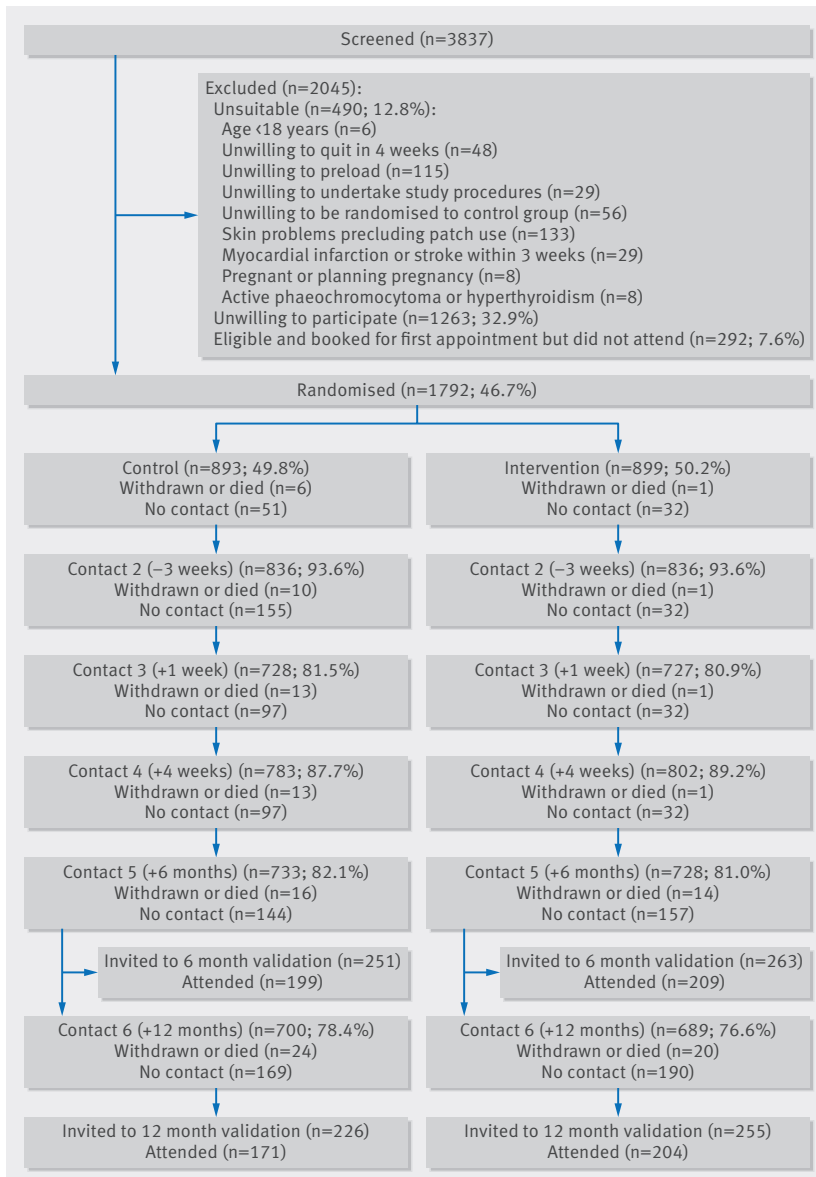 Screened (n=3837)
Excluded (n=2045):
Unsuitable (n=490; 12.8%):
Age <18 years (n=6)
Unwilling to quit in 4 weeks (n=48)
Unwilling to preload (n=115)
Unwilling to undertake study procedures (n=29)
Unwilling to be randomised to control group (n=56)
Skin problems precluding patch use (n=133)
Myocardial infarction or stroke within 3 weeks (n=29)
Pregnant or planning pregnancy (n=8)
Active phaeochromocytoma or hyperthyroidism (n=8)
Unwilling to participate (n=1263; 32.9%)
Eligible and booked for first appointment but did not attend (n=292; 7.6%)
Randomised (n=1792; 46.7%)
Control (n=893; 49.8%)
Withdrawn or died (n=6)
No contact (n=51)
Intervention (n=899; 50.2%)
Withdrawn or died (n=1)
No contact (n=32)
Contact 2 (–3 weeks) (n=836; 93.6%)
Withdrawn or died (n=10)
No contact (n=155)
Contact 2 (–3 weeks) (n=836; 93.6%)
Withdrawn or died (n=1)
No contact (n=32)
Contact 3 (+1 week) (n=728; 81.5%)
Withdrawn or died (n=13)
No contact (n=97)
Contact 3 (+1 week) (n=727; 80.9%)
Withdrawn or died (n=1)
No contact (n=32)
Contact 4 (+4 weeks) (n=783; 87.7%)
Withdrawn or died (n=13)
No contact (n=97)
Contact 4 (+4 weeks) (n=802; 89.2%)
Withdrawn or died (n=1)
No contact (n=32)
Contact 5 (+6 months) (n=733; 82.1%)
Withdrawn or died (n=16)
No contact (n=144)
Contact 5 (+6 months) (n=728; 81.0%)
Withdrawn or died (n=14)
No contact (n=157)
Invited to 6 month validation (n=251)
Attended (n=199)
Invited to 6 month validation (n=263)
Attended (n=209)
Contact 6 (+12 months) (n=700; 78.4%)
Withdrawn or died (n=24)
No contact (n=169)
Contact 6 (+12 months) (n=689; 76.6%)
Withdrawn or died (n=20)
No contact (n=190)
Invited to 12 month validation (n=226)
Attended (n=171)
Invited to 12 month validation (n=255)
Attended (n=204)